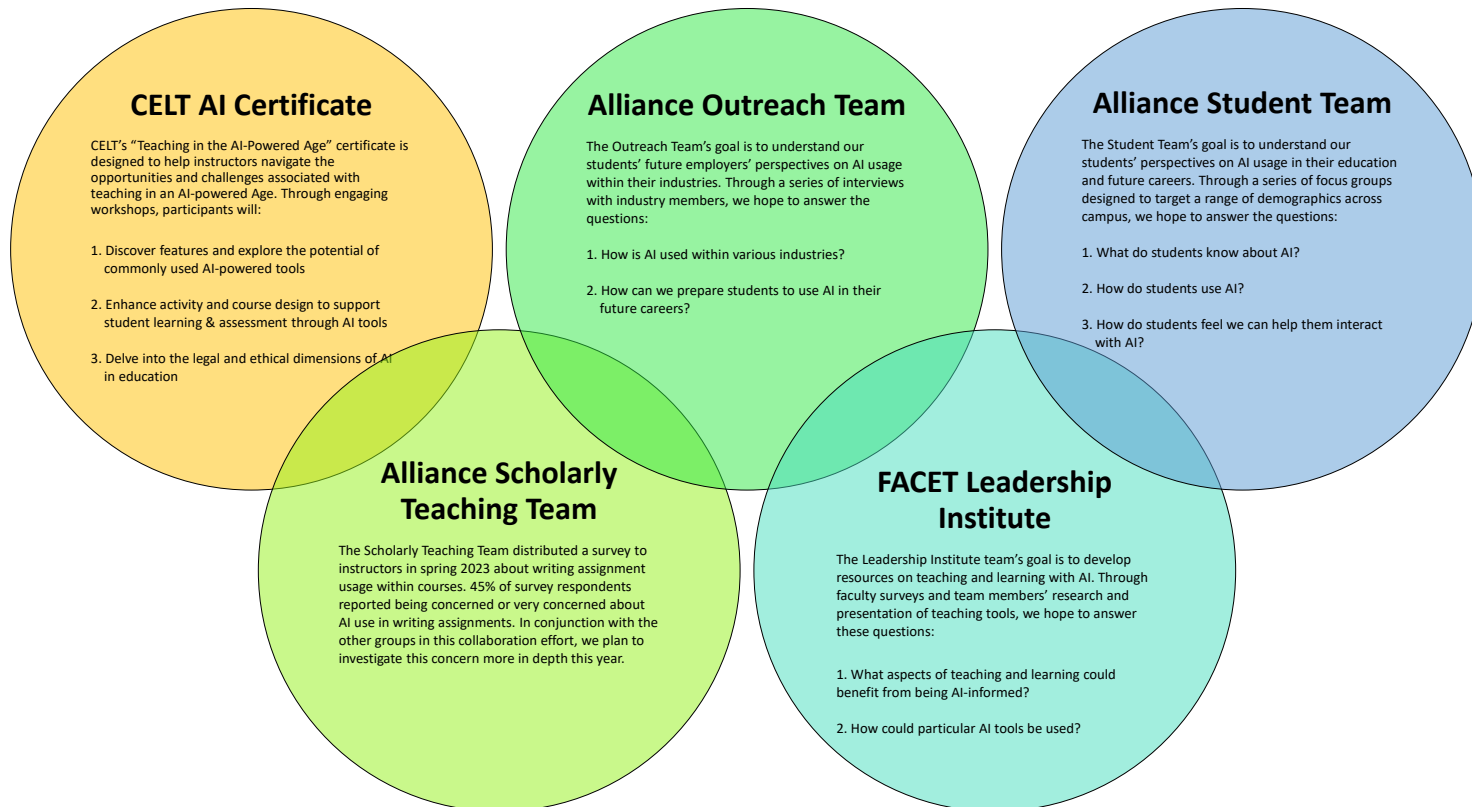 CELT AI Certificate
CELT's “Teaching in the AI-Powered Age” certificate is
designed to help instructors navigate the
opportunities and challenges associated with
teaching in an AI-powered Age. Through engaging
workshops, participants will:
1. Discover features and explore the potential of
commonly used AI-powered tools
2. Enhance activity and course design to support
student learning & assessment through AI tools
3. Delve into the legal and ethical dimensions of AI
in education
Alliance Outreach Team
The Outreach Team's goal is to understand our
students' future employers' perspectives on AI usage
within their industries. Through a series of interviews
with industry members, we hope to answer the
questions:
1. How is AI used within various industries?
2. How can we prepare students to use AI in their
future careers?
Alliance Student Team
The Student Team's goal is to understand our
students' perspectives on AI usage in their education
and future careers. Through a series of focus groups
designed to target a range of demographics across
campus, we hope to answer the questions:
1. What do students know about AI?
2. How do students use AI?
3. How do students feel we can help them interact
with AI?
Alliance Scholarly
Teaching Team
The Scholarly Teaching Team distributed a survey to
instructors in spring 2023 about writing assignment
usage within courses. 45% of survey respondents
reported being concerned or very concerned about
AI use in writing assignments. In conjunction with the
other groups in this collaboration effort, we plan to
investigate this concern more in depth this year.
FACET Leadership
Institute
The Leadership Institute team's goal is to develop
resources on teaching and learning with AI. Through
faculty surveys and team members' research and
presentation of teaching tools, we hope to answer
these questions:
1. What aspects of teaching and learning could
benefit from being AI-informed?
2. How could particular AI tools be used?